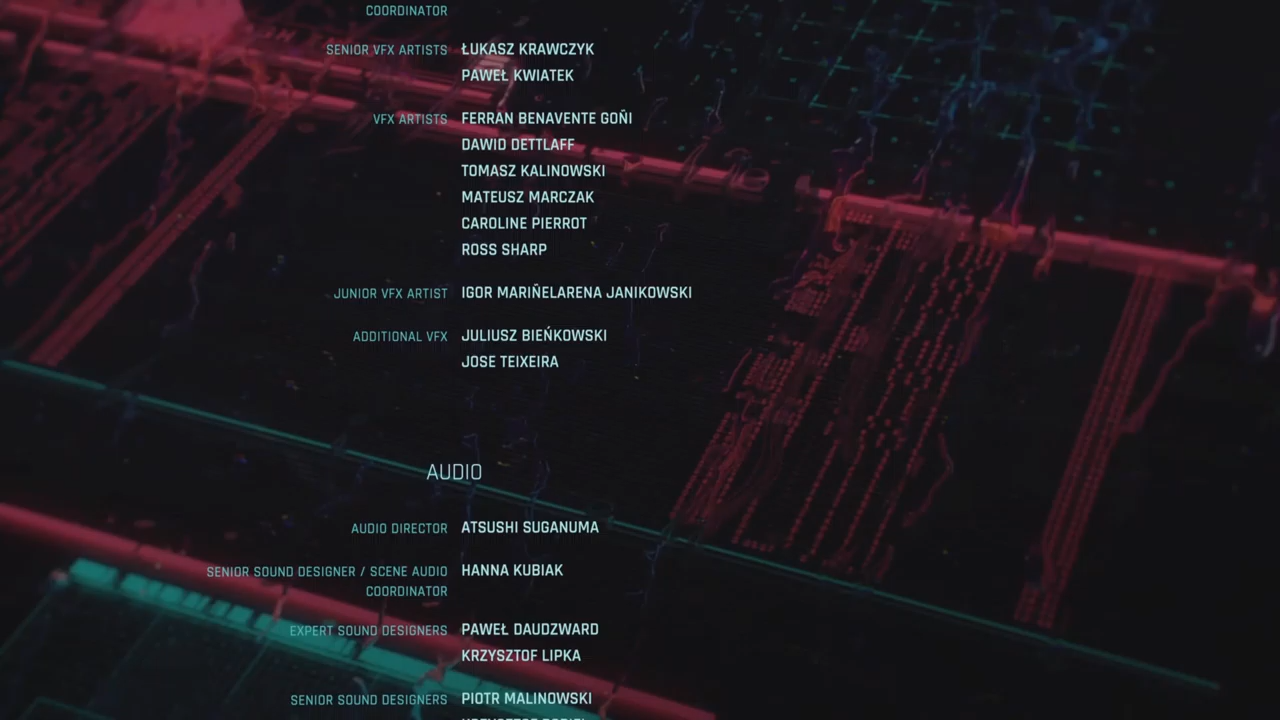 COORDINATOR
SENIOR VFX ARTISTS ŁUKASZ KRAWCZYK
PAWEŁ KWIATEK
VFX ARTISTS FERRAN BENAVENTE GOÑI
DAWID DETTLAFF
TOMASZ KALINOWSKI
MATEUSZ MARCZAK
CAROLINE PIERROT
ROSS SHARP
JUNIOR VFX ARTIST IGOR MARIÑELARENA JANIKOWSKI
ADDITIONAL VFX JULIUSZ BIEŃKOWSKI
JOSE TEIXEIRA
AUDIO
AUDIO DIRECTOR ATSUSHI SUGANUMA
SENIOR SOUND DESIGNER / SCENE AUDIO HANNA KUBIAK
COORDINATOR
EXPERT SOUND DESIGNERS PAWEŁ DAUDZWARD
KRZYSZTOF LIPKA
SENIOR SOUND DESIGNERS PIOTR MALINOWSKI